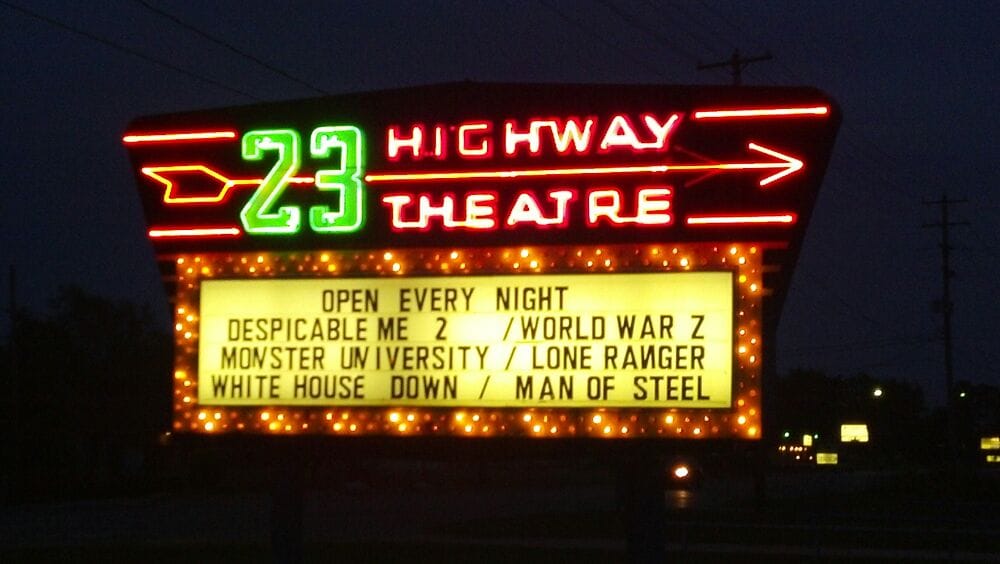 23 HIGHWAY
THEATRE
OPEN EVERY NIGHT
DESPICABLE ME 2 /WORLD WAR Z
MONSTER UNIVERSITY / LONE RANGER
WHITE HOUSE DOWN / MAN OF STEEL